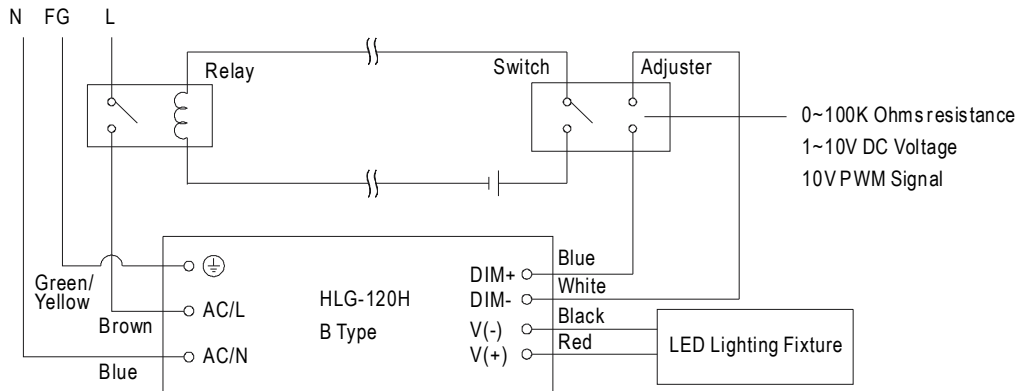 N FG L
Relay
Switch
Adjuster
0~100K Ohms resistance
1~10V DC Voltage
10V PWM Signal
Green/
Yellow
Brown
Blue
AC/L
AC/N
HLG-120H
B Type
DIM+
DIM-
V(-)
V(+)
Blue
White
Black
Red
LED Lighting Fixture